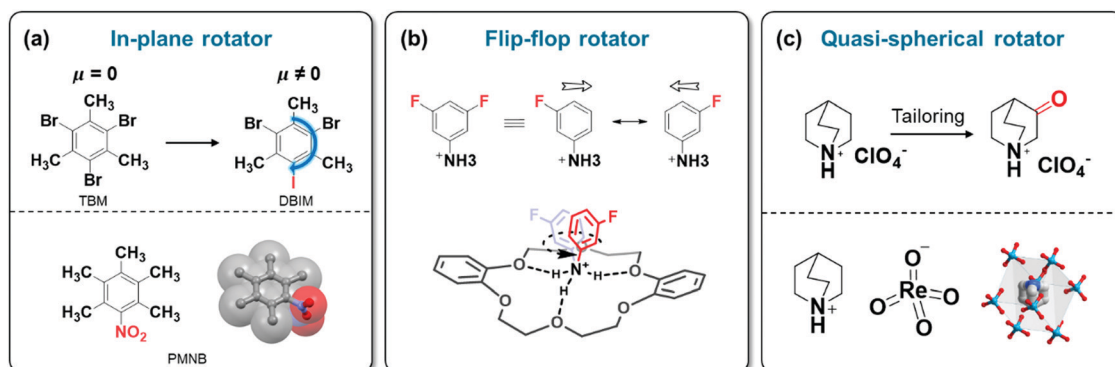 (a) In-plane rotator
μ = 0
μ ≠ 0
CH3
Br Br
H3C CH3
Br
TBM
CH3
Br Br
H3C CH3
I
DBIM
CH3
H3C CH3
H3C CH3
NO2
PMNB
(b) Flip-flop rotator
F F
+NH3
F
+NH3
F
+NH3
F F
N+
H H
H
O O
O O
O O
(c) Quasi-spherical rotator
Tailoring
N+
H
ClO4-
O
N+
H
ClO4-
N+
H
O-
Re
O O
O